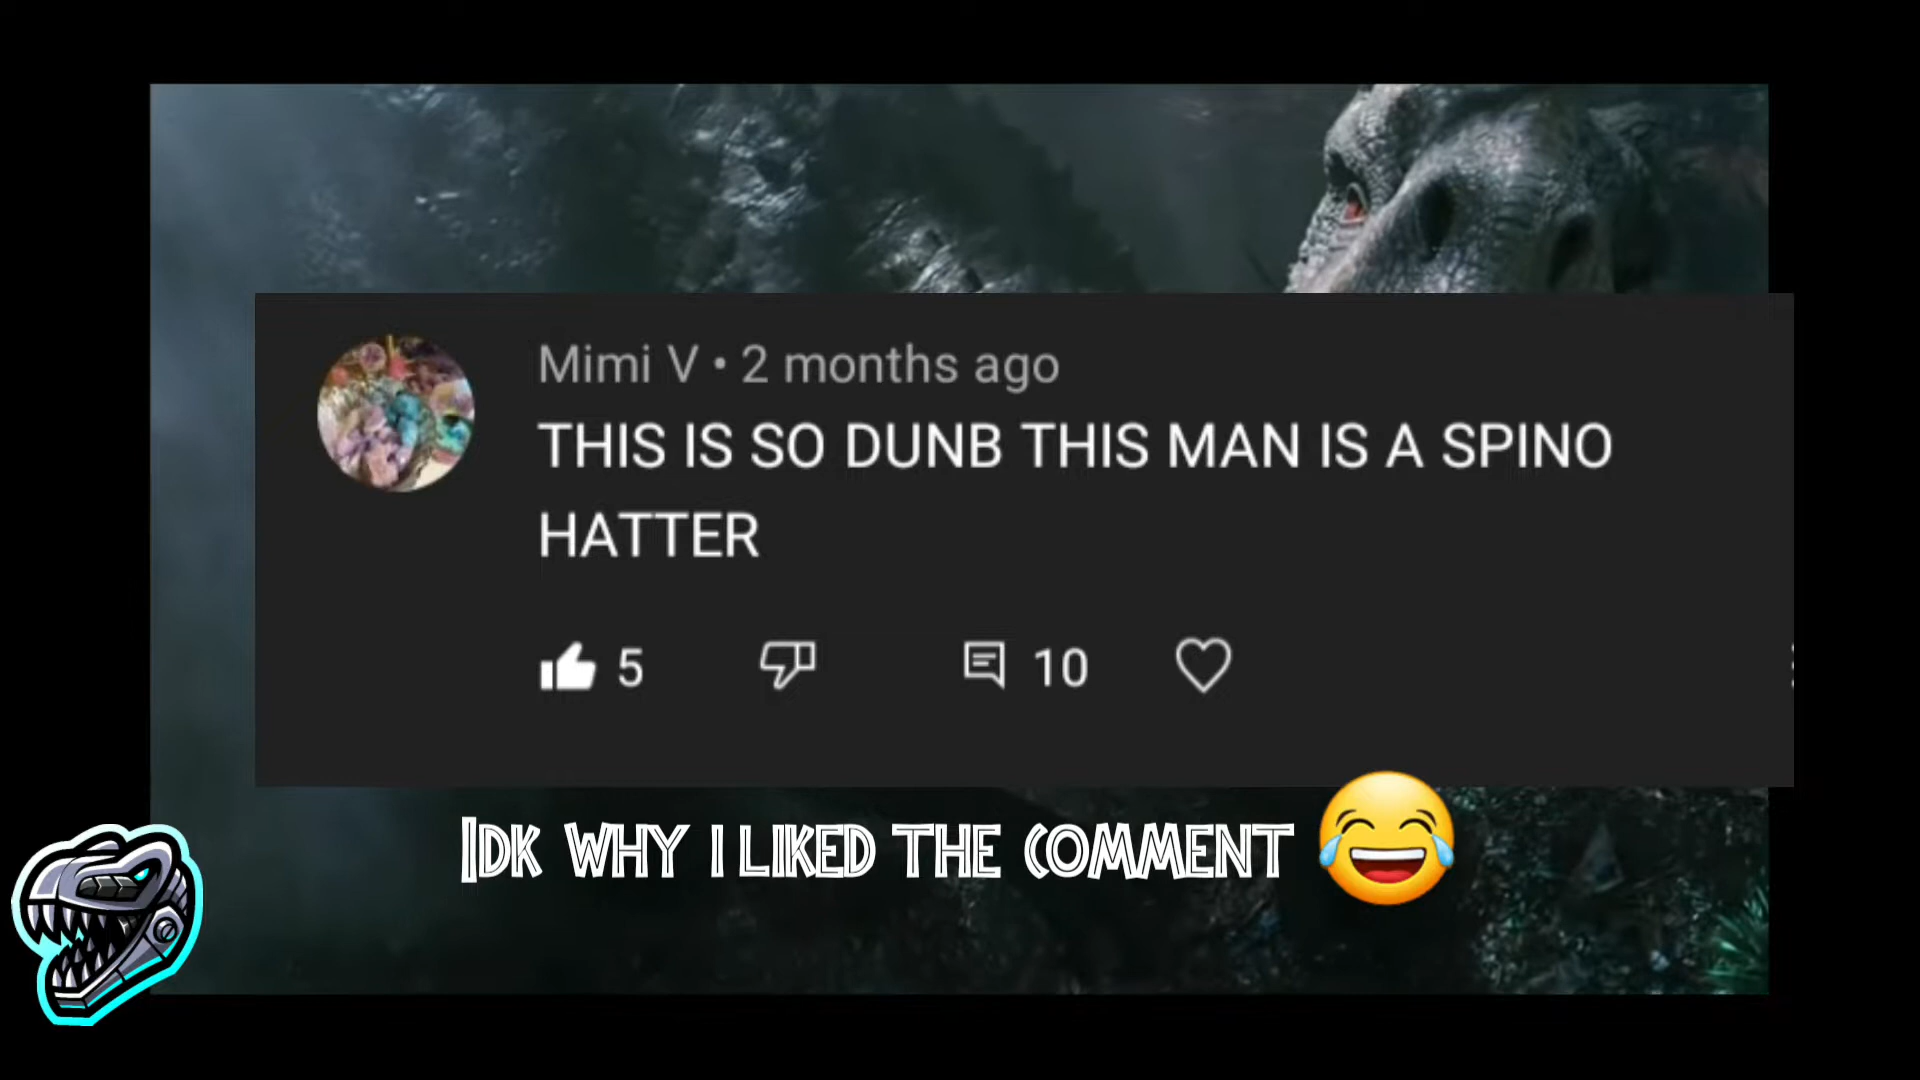 Mimi V • 2 months ago
THIS IS SO DUNB THIS MAN IS A SPINO
HATTER
5 10
IDK WHY I LIKED THE COMMENT 😂